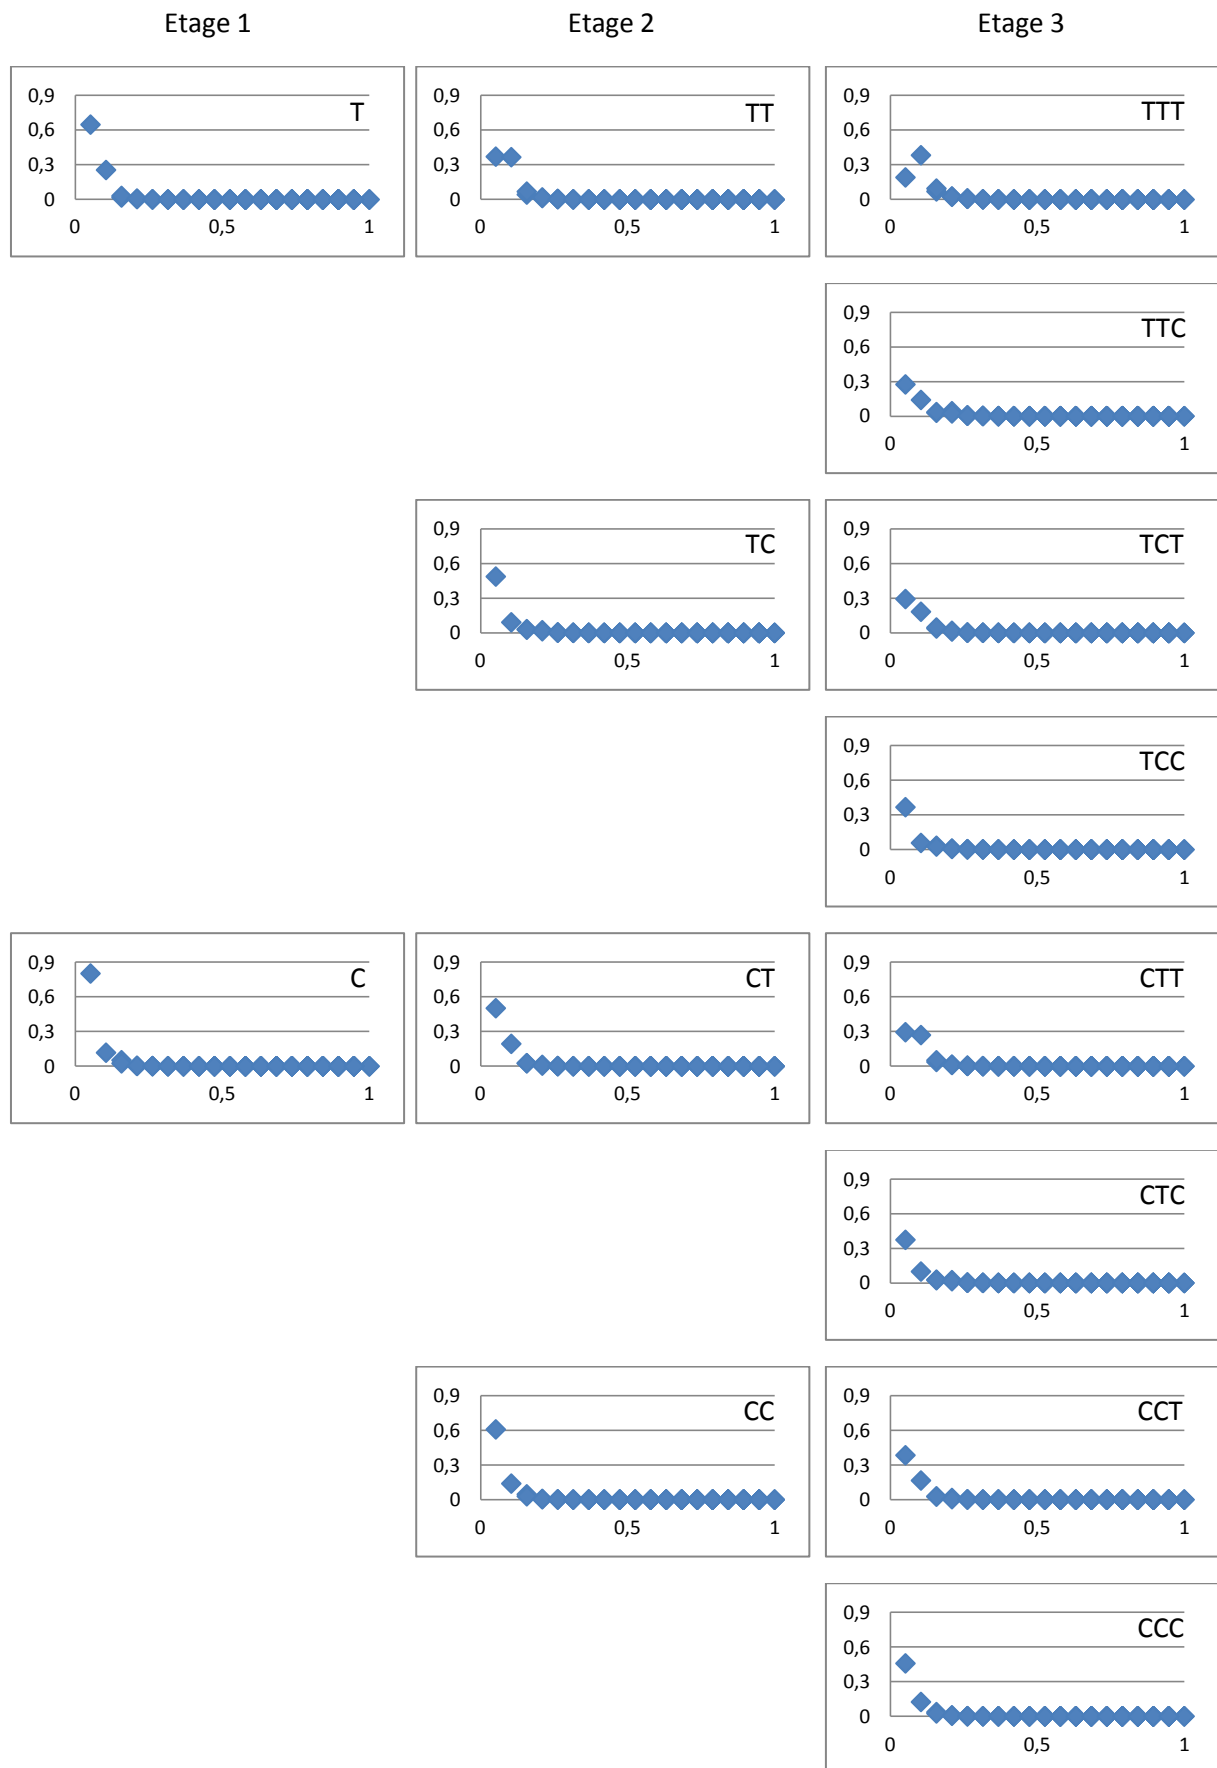 Etage 1 Etage 2 Etage 3
0,9 T 0,9 TT 0,9 TTT
0,6 0,6 0,6
0,3 0,3 0,3
0 0 0
0 0,5 1 0 0,5 1 0 0,5 1
0,9 TTC
0,6
0,3
0
0 0,5 1
0,9 TC 0,9 TCT
0,6 0,6
0,3 0,3
0 0
0 0,5 1 0 0,5 1
0,9 TCC
0,6
0,3
0
0 0,5 1
0,9 C 0,9 CT 0,9 CTT
0,6 0,6 0,6
0,3 0,3 0,3
0 0 0
0 0,5 1 0 0,5 1 0 0,5 1
0,9 CTC
0,6
0,3
0
0 0,5 1
0,9 CC 0,9 CCT
0,6 0,6
0,3 0,3
0 0
0 0,5 1 0 0,5 1
0,9 CCC
0,6
0,3
0
0 0,5 1